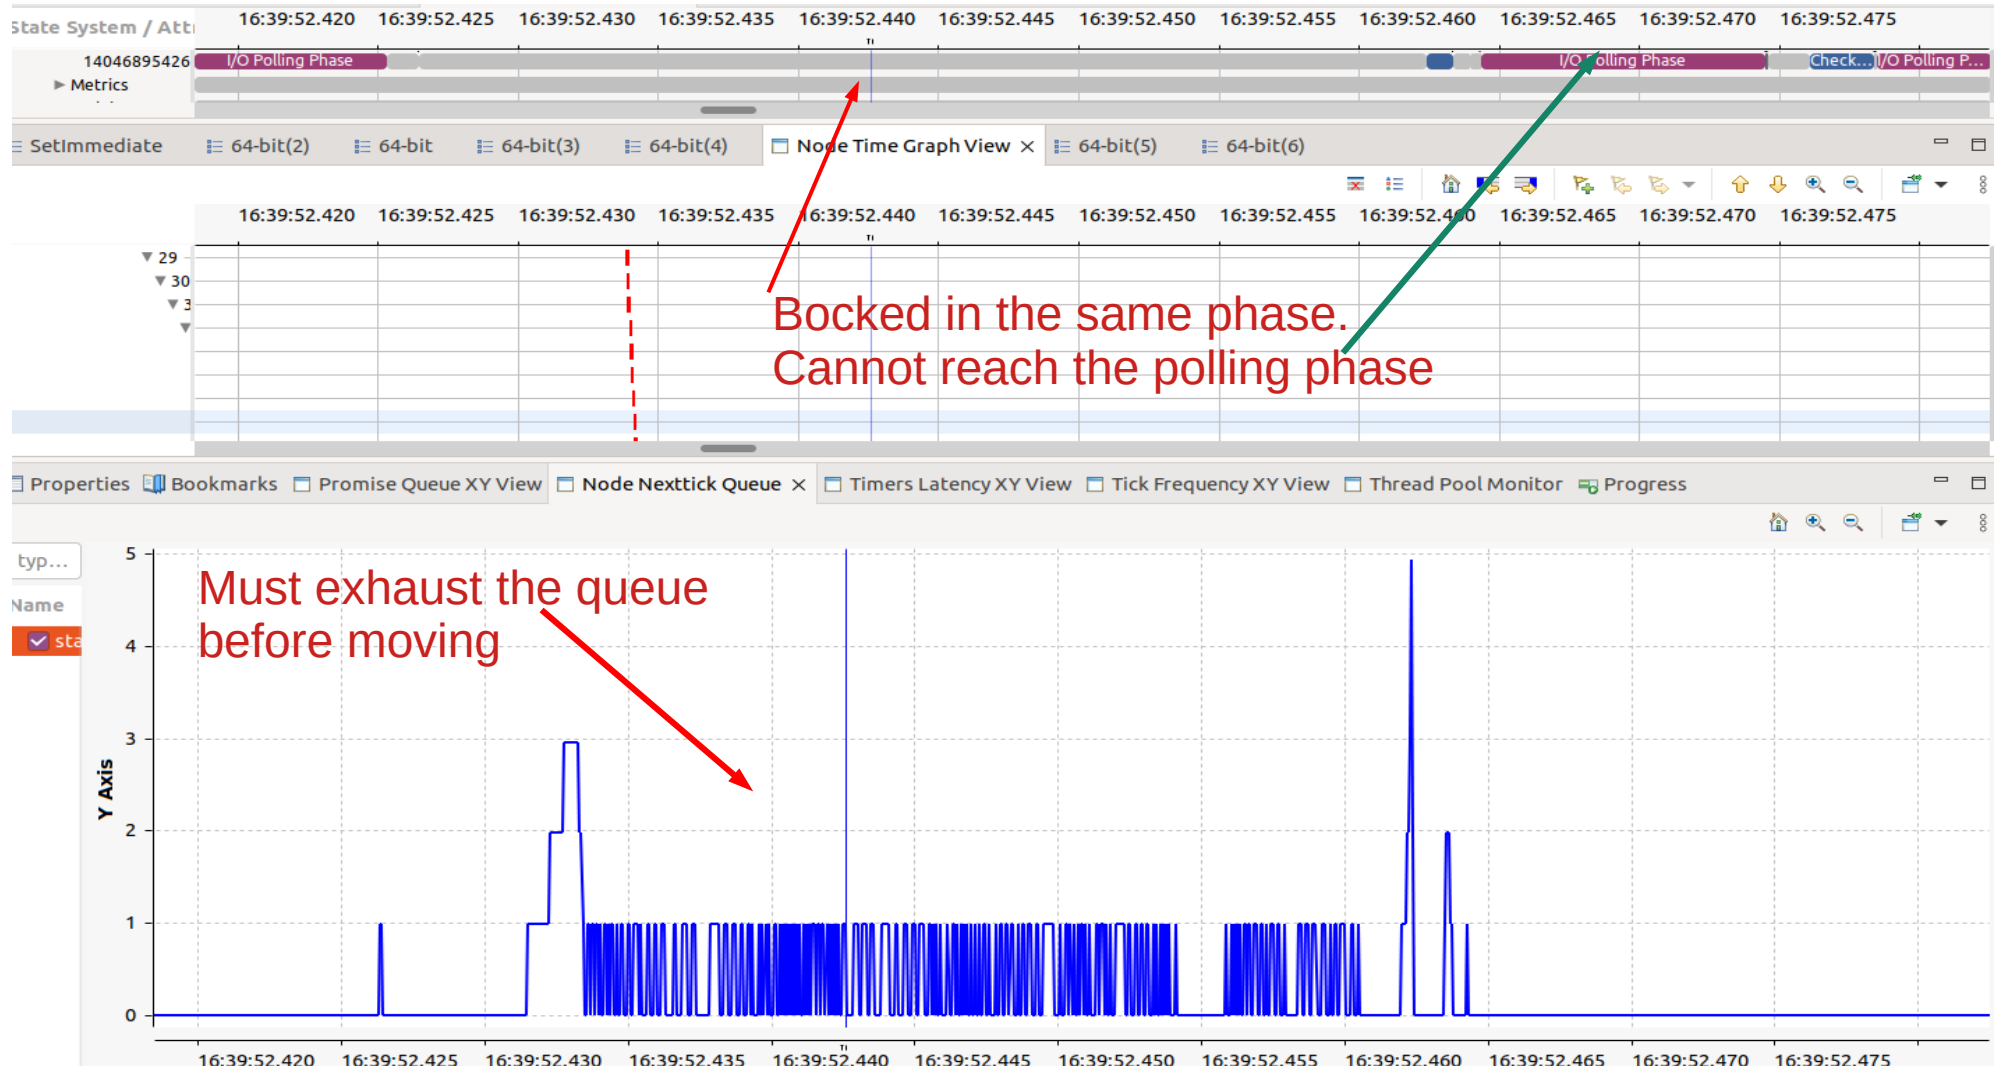 16:39:52.420 16:39:52.425 16:39:52.430 16:39:52.435 16:39:52.440 16:39:52.445 16:39:52.450 16:39:52.455 16:39:52.460 16:39:52.465 16:39:52.470 16:39:52.475
State System / Attr
14046895426 I/O Polling Phase I/O Polling Phase Check... I/O Polling P...
Metrics
SetImmediate 64-bit(2) 64-bit 64-bit(3) 64-bit(4) Node Time Graph View 64-bit(5) 64-bit(6)
16:39:52.420 16:39:52.425 16:39:52.430 16:39:52.435 16:39:52.440 16:39:52.445 16:39:52.450 16:39:52.455 16:39:52.460 16:39:52.465 16:39:52.470 16:39:52.475
29
30
3
Bocked in the same phase.
Cannot reach the polling phase
Properties Bookmarks Promise Queue XY View Node Nexttick Queue Timers Latency XY View Tick Frequency XY View Thread Pool Monitor Progress
typ...
Name
sta
Must exhaust the queue
before moving
Y Axis
5
4
3
2
1
0
16:39:52.420 16:39:52.425 16:39:52.430 16:39:52.435 16:39:52.440 16:39:52.445 16:39:52.450 16:39:52.455 16:39:52.460 16:39:52.465 16:39:52.470 16:39:52.475